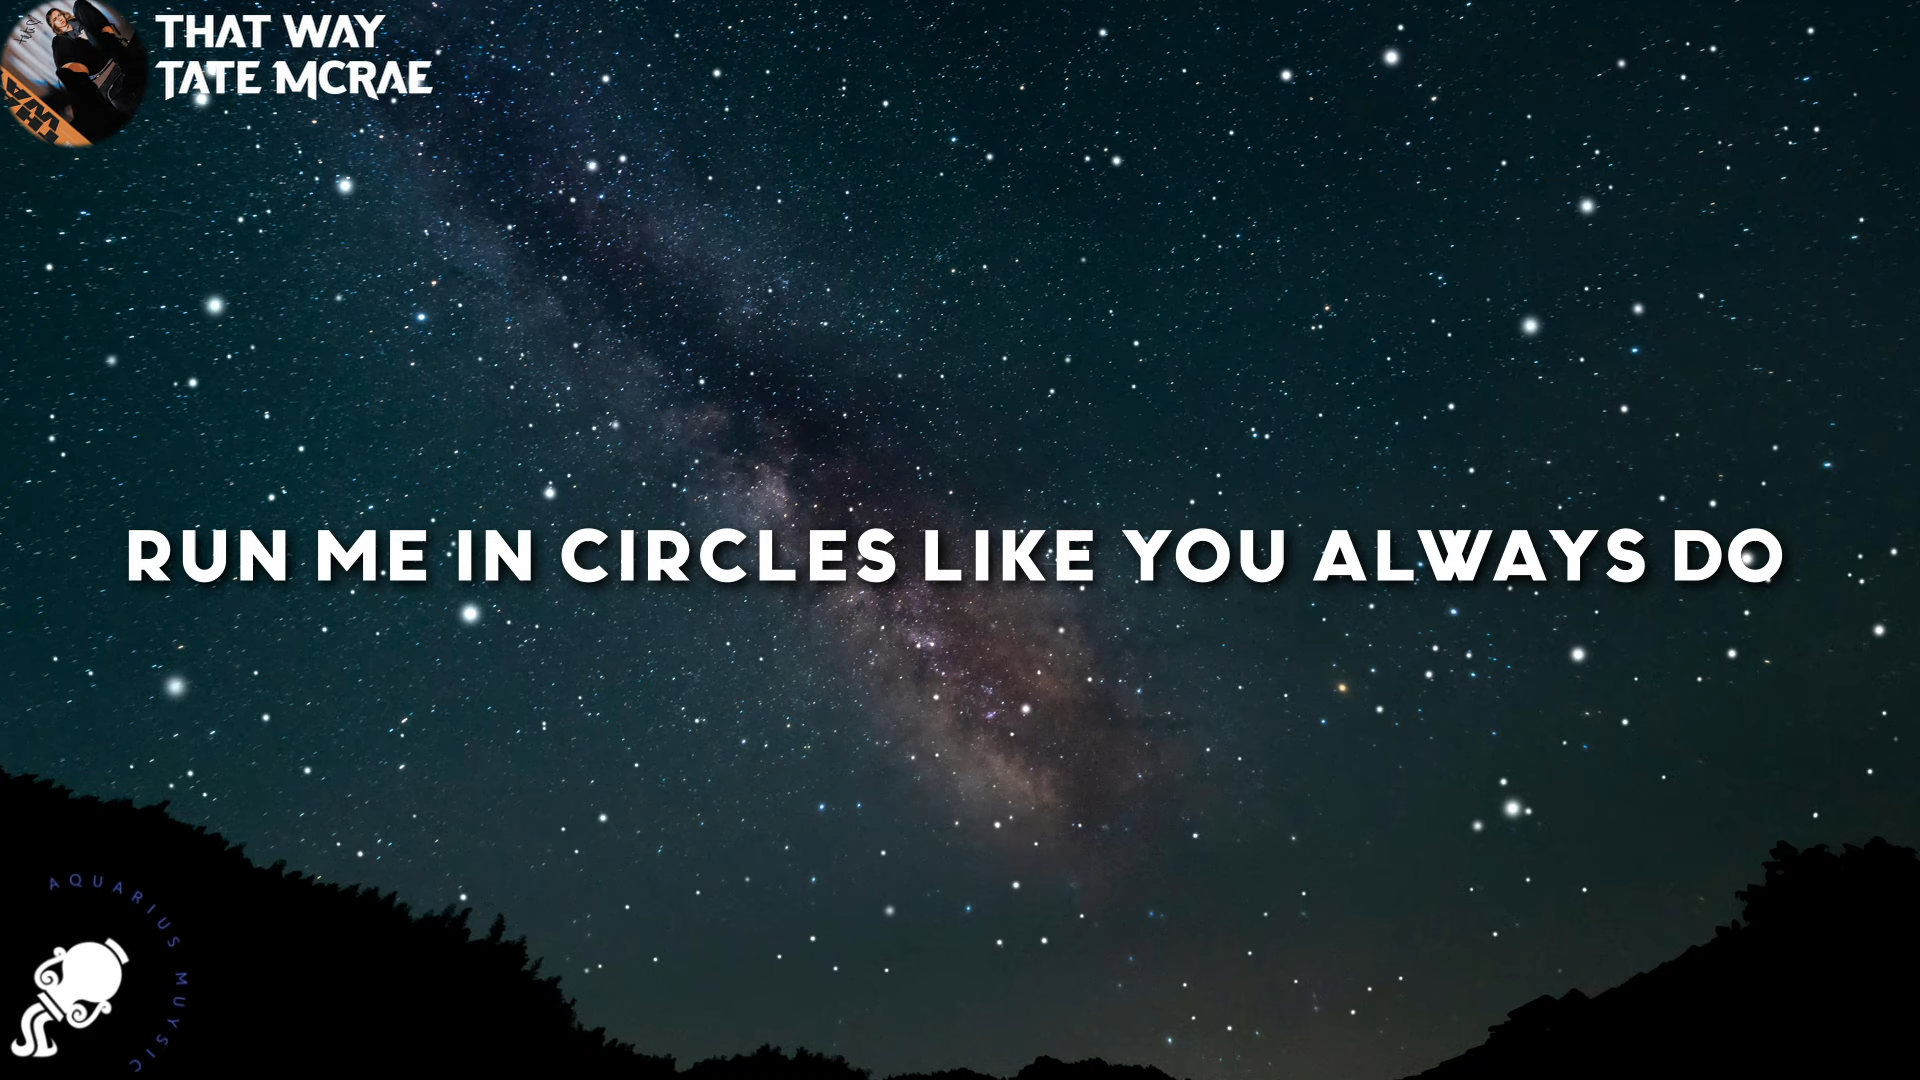 THAT WAY
TATE MCRAE
RUN ME IN CIRCLES LIKE YOU ALWAYS DO
AQUARIUS MUYSIC